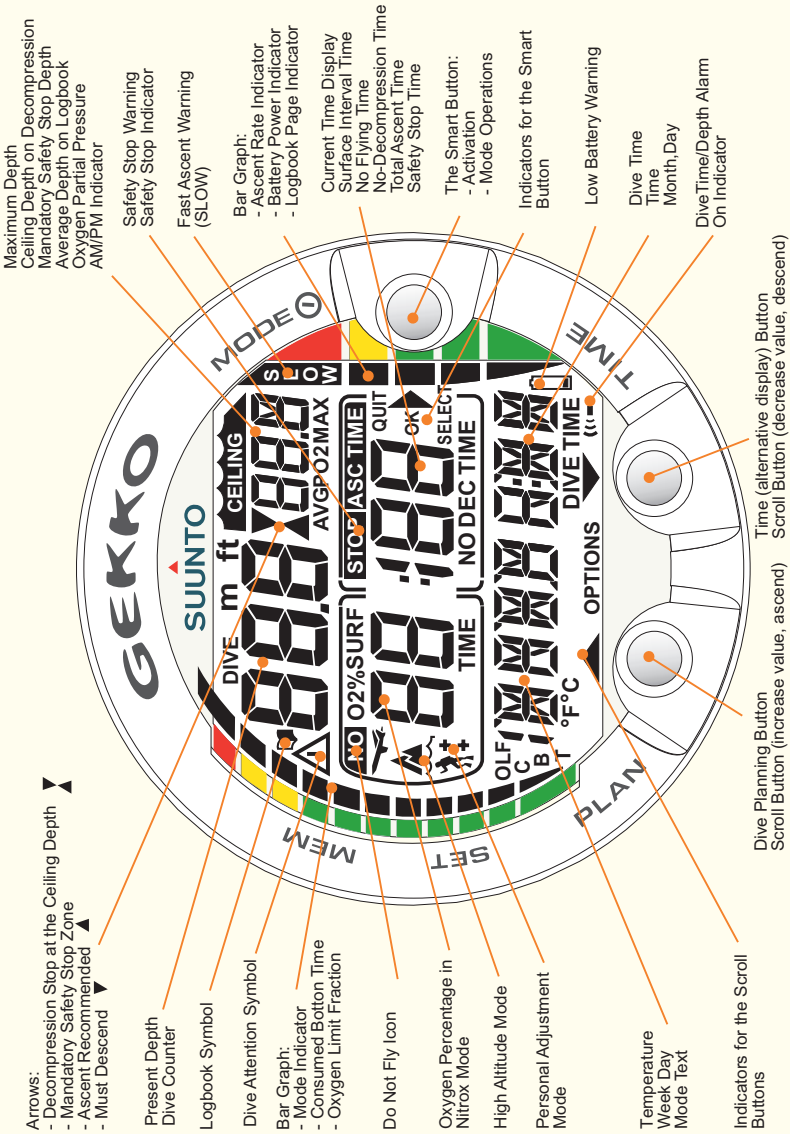 Arrows:
- Decompression Stop at the Ceiling Depth
- Mandatory Safety Stop Zone
- Ascent Recommended
- Must Descend
Present Depth
Dive Counter
Logbook Symbol
Dive Attention Symbol
Bar Graph:
- Mode Indicator
- Consumed Botton Time
- Oxygen Limit Fraction
Do Not Fly Icon
Oxygen Percentage in
Nitrox Mode
High Altitude Mode
Personal Adjustment
Mode
Temperature
Week Day
Mode Text
Indicators for the Scroll
Buttons
GEKKO
SUUNTO
MODE
TIME
PLAN
SET
MEM
DIVE m ft
CEILING
AVGPO2MAX
SLOW
NO O2%SURF
STOP ASC TIME
QUIT
OK
SELECT
TIME
NO DEC TIME
OLF
C
B
T °F°C
OPTIONS
DIVE TIME
Maximum Depth
Ceiling Depth on Decompression
Mandatory Safety Stop Depth
Average Depth on Logbook
Oxygen Partial Pressure
AM/PM Indicator
Safety Stop Warning
Safety Stop Indicator
Fast Ascent Warning
(SLOW)
Bar Graph:
- Ascent Rate Indicator
- Battery Power Indicator
- Logbook Page Indicator
Current Time Display
Surface Interval Time
No Flying Time
No-Decompression Time
Total Ascent Time
Safety Stop Time
The Smart Button:
- Activation
- Mode Operations
Indicators for the Smart
Button
Low Battery Warning
Dive Time
Time
Month,Day
DiveTime/Depth Alarm
On Indicator
Dive Planning Button
Scroll Button (increase value, ascend)
Time (alternative display) Button
Scroll Button (decrease value, descend)